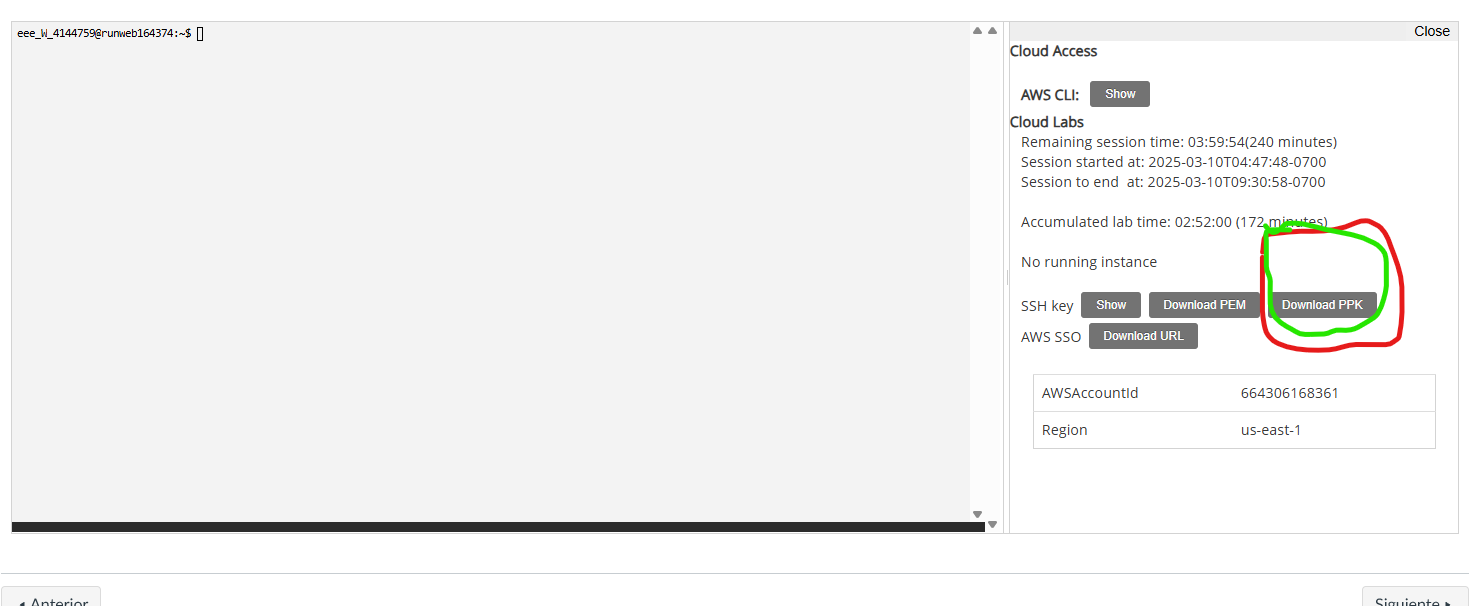 eee_W_4144759@runweb164374:~$
Close
Cloud Access
AWS CLI: Show
Cloud Labs
Remaining session time: 03:59:54(240 minutes)
Session started at: 2025-03-10T04:47:48-0700
Session to end at: 2025-03-10T09:30:58-0700
Accumulated lab time: 02:52:00 (172 minutes)
No running instance
SSH key Show Download PEM Download PPK
AWS SSO Download URL
AWSAccountId 664306168361
Region us-east-1
◂ Anterior Siguiente ▸